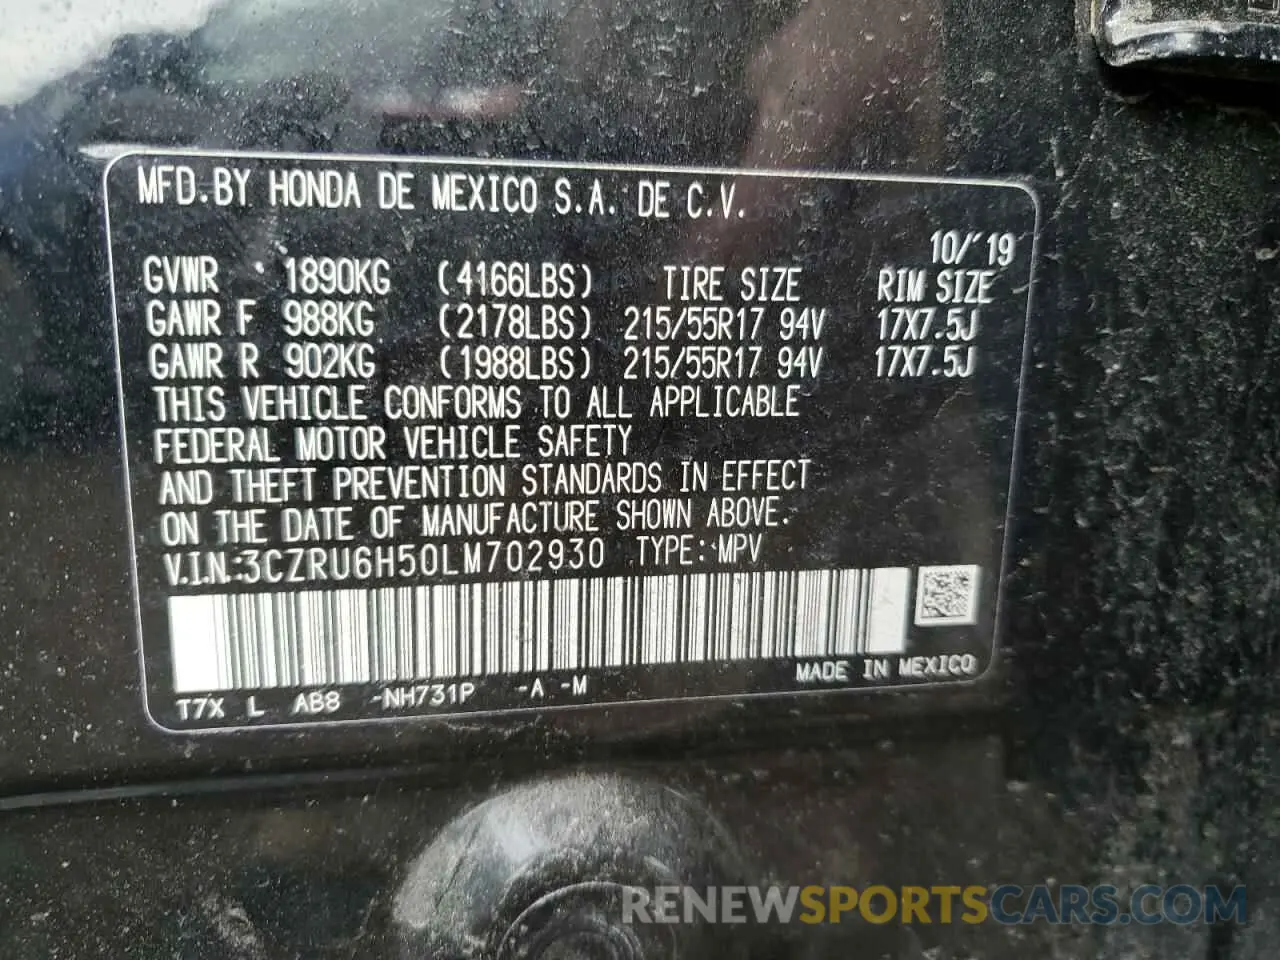 MFD.BY HONDA DE MEXICO S.A. DE C.V.
10/'19
GVWR 1890KG (4166LBS) TIRE SIZE RIM SIZE
GAWR F 988KG (2178LBS) 215/55R17 94V 17X7.5J
GAWR R 902KG (1988LBS) 215/55R17 94V 17X7.5J
THIS VEHICLE CONFORMS TO ALL APPLICABLE
FEDERAL MOTOR VEHICLE SAFETY
AND THEFT PREVENTION STANDARDS IN EFFECT
ON THE DATE OF MANUFACTURE SHOWN ABOVE.
V.I.N.:3CZRU6H50LM702930 TYPE: MPV
MADE IN MEXICO
T7X L AB8 -NH731P -A -M
RENEWSPORTSCARS.COM